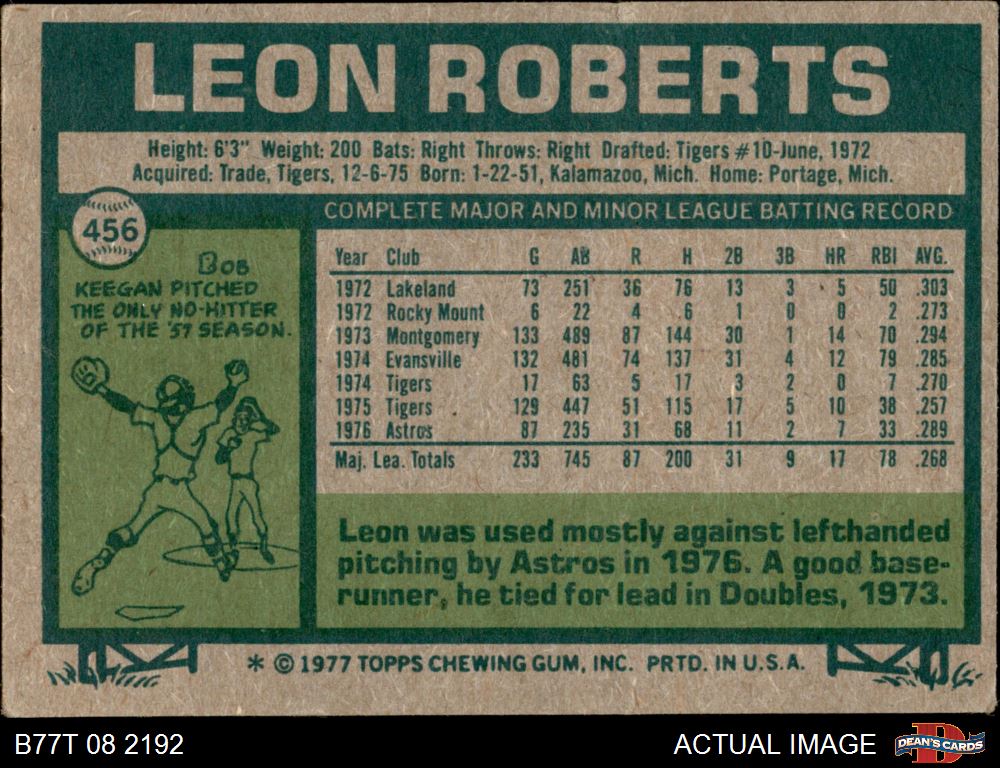 LEON ROBERTS
Height: 6'3" Weight: 200 Bats: Right Throws: Right Drafted: Tigers #10-June, 1972
Acquired: Trade, Tigers, 12-6-75 Born: 1-22-51, Kalamazoo, Mich. Home: Portage, Mich.
456
BOB
KEEGAN PITCHED
THE ONLY NO-HITTER
OF THE '57 SEASON.
COMPLETE MAJOR AND MINOR LEAGUE BATTING RECORD
Year Club G AB R H 2B 3B HR RBI AVG.
1972 Lakeland 73 251 36 76 13 3 5 50 .303
1972 Rocky Mount 6 22 4 6 1 0 0 2 .273
1973 Montgomery 133 489 87 144 30 1 14 70 .294
1974 Evansville 132 481 74 137 31 4 12 79 .285
1974 Tigers 17 63 5 17 3 2 0 7 .270
1975 Tigers 129 447 51 115 17 5 10 38 .257
1976 Astros 87 235 31 68 11 2 7 33 .289
Maj. Lea. Totals 233 745 87 200 31 9 17 78 .268
Leon was used mostly against lefthanded
pitching by Astros in 1976. A good base-
runner, he tied for lead in Doubles, 1973.
* © 1977 TOPPS CHEWING GUM, INC. PRTD. IN U.S.A.
B77T 08 2192
ACTUAL IMAGE
D
DEAN'S CARDS